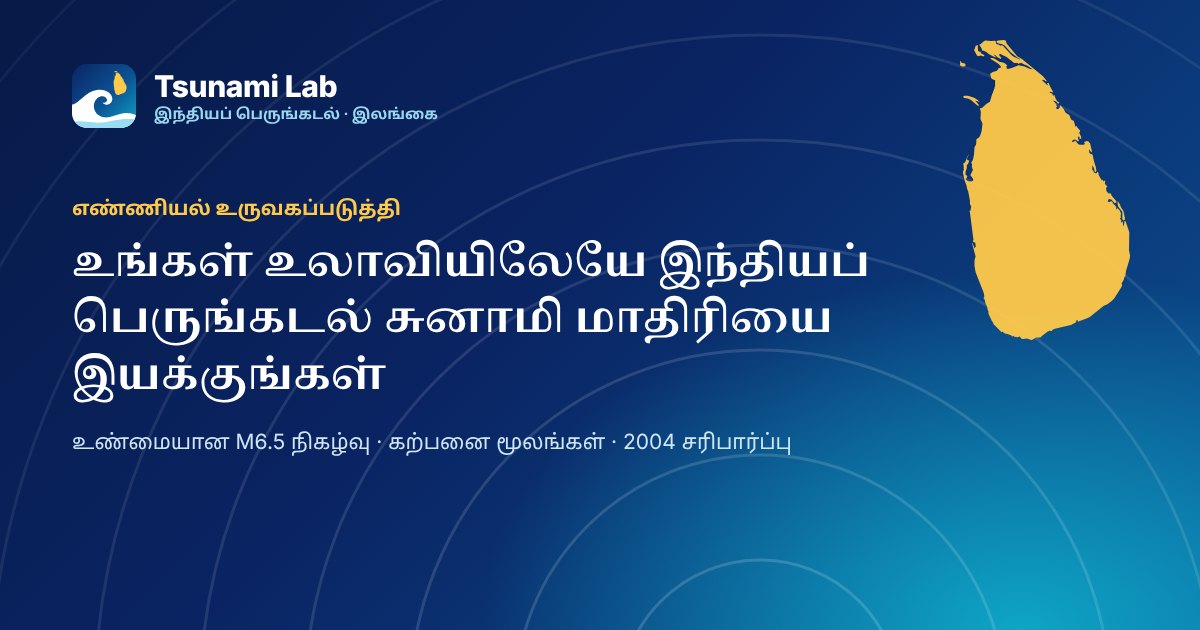 Tsunami Lab
இந்தியப் பெருங்கடல் · இலங்கை
எண்ணியல் உருவகப்படுத்தி
உங்கள் உலாவியிலேயே இந்தியப்
பெருங்கடல் சுனாமி மாதிரியை
இயக்குங்கள்
உண்மையான M6.5 நிகழ்வு · கற்பனை மூலங்கள் · 2004 சரிபார்ப்பு